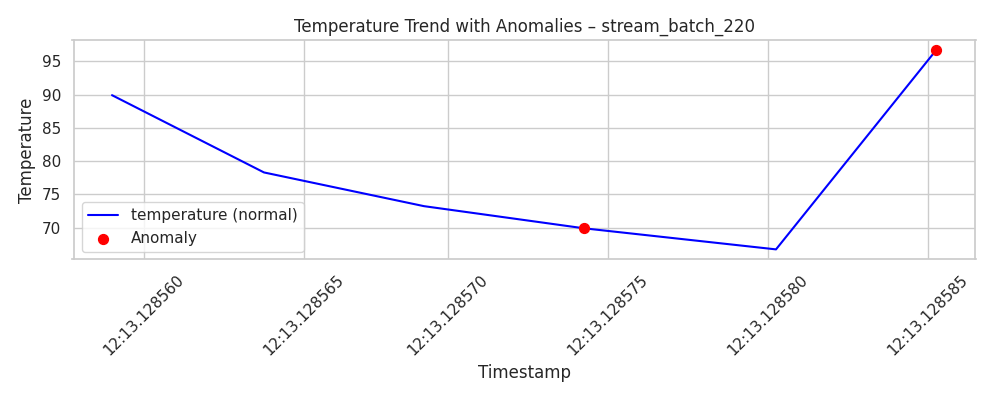 Temperature Trend with Anomalies – stream_batch_220
Temperature
95
90
85
80
75
70
temperature (normal)
Anomaly
12:13.128560
12:13.128565
12:13.128570
12:13.128575
12:13.128580
12:13.128585
Timestamp